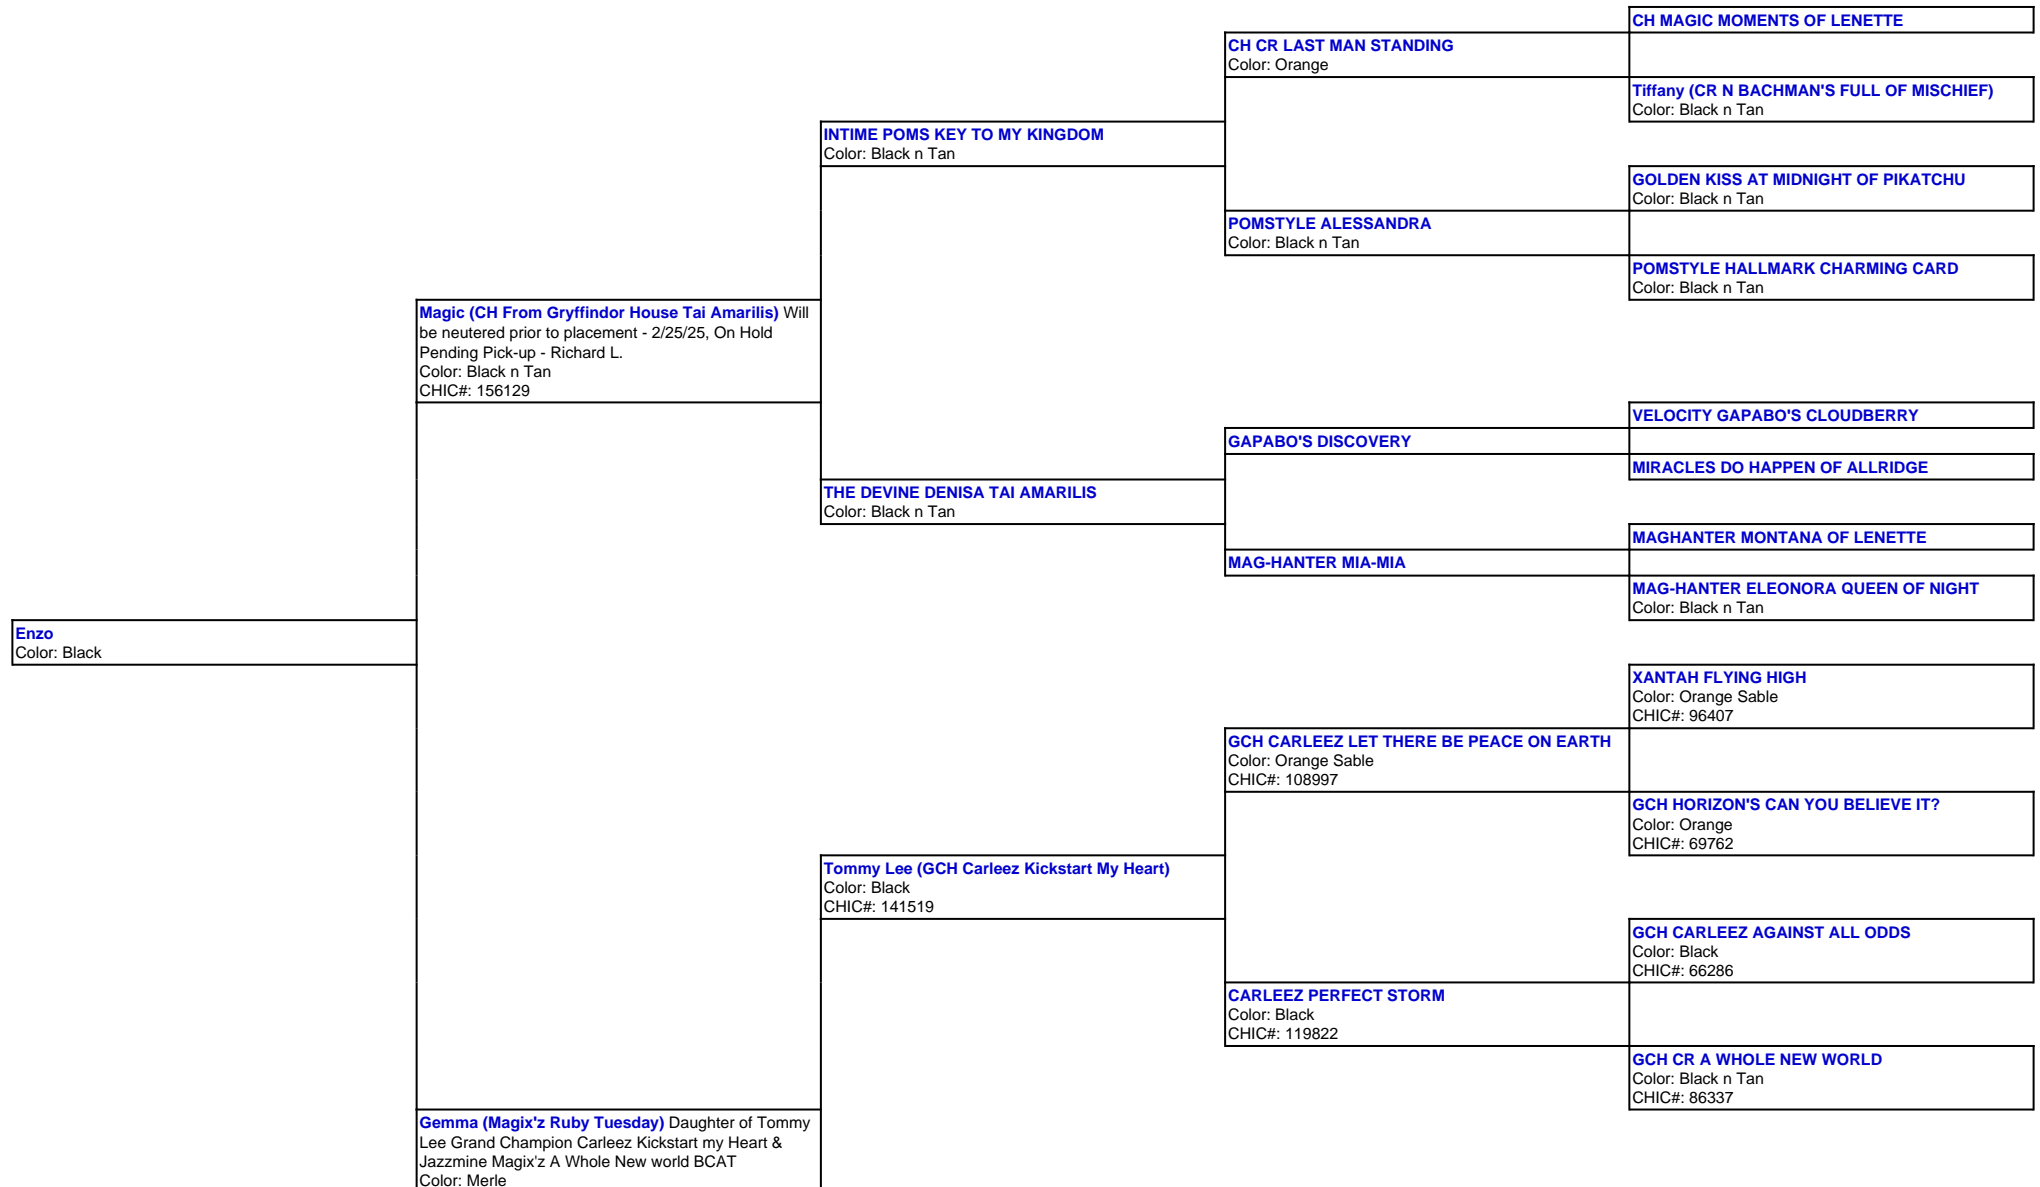 CH MAGIC MOMENTS OF LENETTE
CH CR LAST MAN STANDING
Color: Orange
Tiffany (CR N BACHMAN'S FULL OF MISCHIEF)
Color: Black n Tan
INTIME POMS KEY TO MY KINGDOM
Color: Black n Tan
GOLDEN KISS AT MIDNIGHT OF PIKATCHU
Color: Black n Tan
POMSTYLE ALESSANDRA
Color: Black n Tan
POMSTYLE HALLMARK CHARMING CARD
Color: Black n Tan
Magic (CH From Gryffindor House Tai Amarilis) Will
be neutered prior to placement - 2/25/25, On Hold
Pending Pick-up - Richard L.
Color: Black n Tan
CHIC#: 156129
VELOCITY GAPABO'S CLOUDBERRY
GAPABO'S DISCOVERY
MIRACLES DO HAPPEN OF ALLRIDGE
THE DEVINE DENISA TAI AMARILIS
Color: Black n Tan
MAGHANTER MONTANA OF LENETTE
MAG-HANTER MIA-MIA
MAG-HANTER ELEONORA QUEEN OF NIGHT
Color: Black n Tan
Enzo
Color: Black
XANTAH FLYING HIGH
Color: Orange Sable
CHIC#: 96407
GCH CARLEEZ LET THERE BE PEACE ON EARTH
Color: Orange Sable
CHIC#: 108997
GCH HORIZON'S CAN YOU BELIEVE IT?
Color: Orange
CHIC#: 69762
Tommy Lee (GCH Carleez Kickstart My Heart)
Color: Black
CHIC#: 141519
GCH CARLEEZ AGAINST ALL ODDS
Color: Black
CHIC#: 66286
CARLEEZ PERFECT STORM
Color: Black
CHIC#: 119822
GCH CR A WHOLE NEW WORLD
Color: Black n Tan
CHIC#: 86337
Gemma (Magix'z Ruby Tuesday) Daughter of Tommy
Lee Grand Champion Carleez Kickstart my Heart &
Jazzmine Magix'z A Whole New world BCAT
Color: Merle